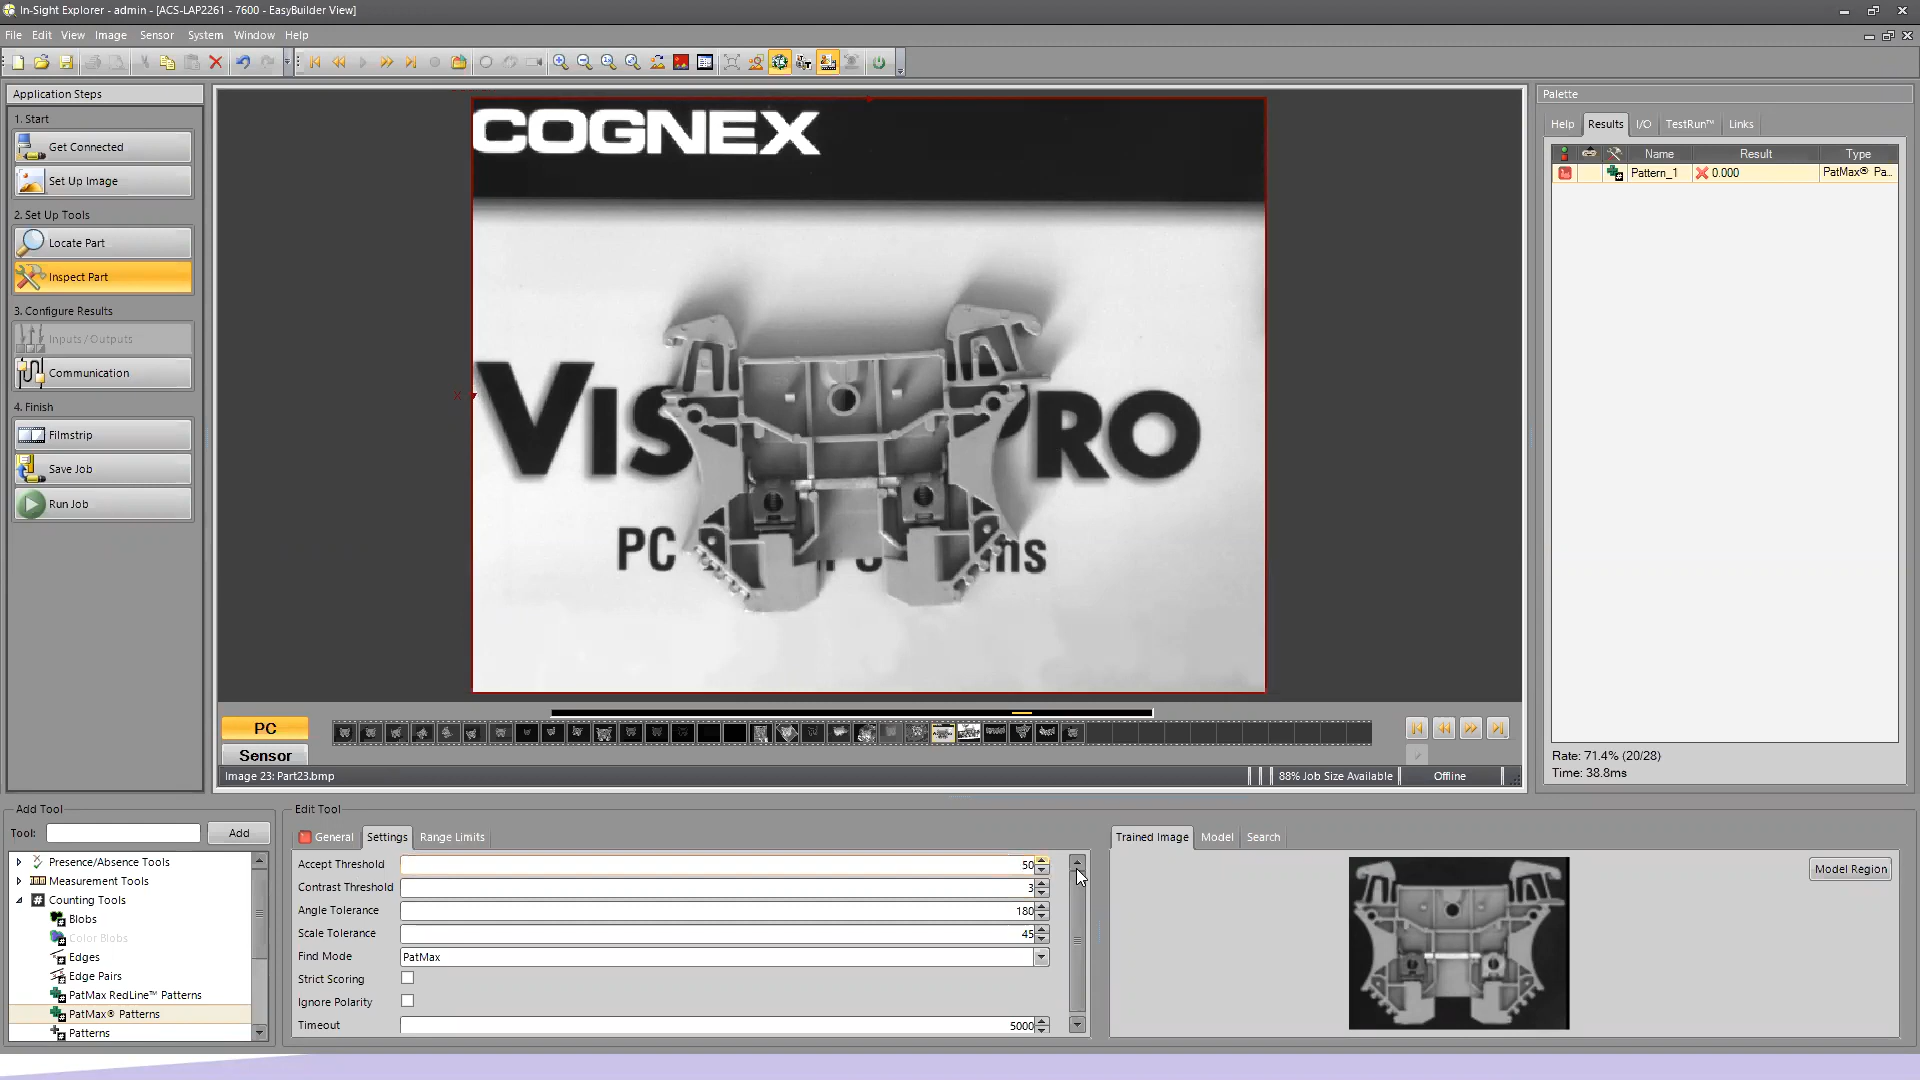 In-Sight Explorer - admin - [ACS-LAP2261 - 7600 - EasyBuilder View]
File Edit View Image Sensor System Window Help
Application Steps
1. Start
Get Connected
Set Up Image
2. Set Up Tools
Locate Part
Inspect Part
3. Configure Results
Inputs / Outputs
Communication
4. Finish
Filmstrip
Save Job
Run Job
COGNEX
VIS PRO
PC
ms
X
PC
Sensor
Image 23: Part23.bmp
88% Job Size Available
Offline
Palette
Help Results I/O TestRun™ Links
Name Result Type
Pattern_1 0.000 PatMax® Pa...
Rate: 71.4% (20/28)
Time: 38.8ms
Add Tool
Tool: Add
Presence/Absence Tools
Measurement Tools
Counting Tools
Blobs
Color Blobs
Edges
Edge Pairs
PatMax RedLine™ Patterns
PatMax® Patterns
Patterns
Edit Tool
General Settings Range Limits
Accept Threshold 50
Contrast Threshold 3
Angle Tolerance 180
Scale Tolerance 45
Find Mode PatMax
Strict Scoring
Ignore Polarity
Timeout 5000
Trained Image Model Search
Model Region